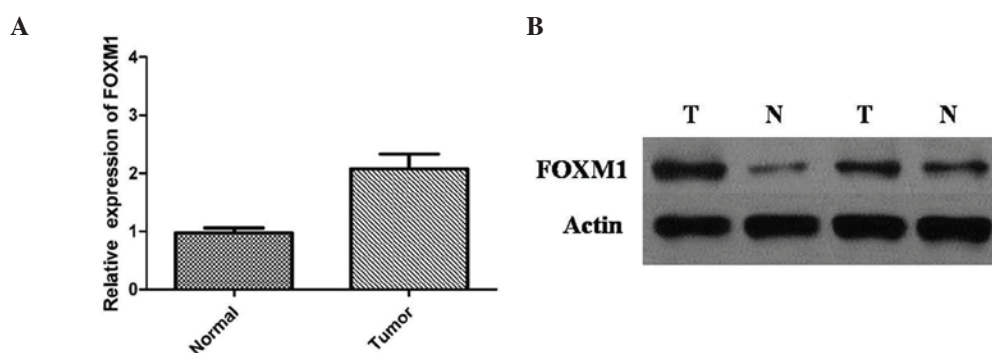 A
Relative expression of FOXM1
4
3
2
1
0
Normal
Tumor
B
T N T N
FOXM1
Actin